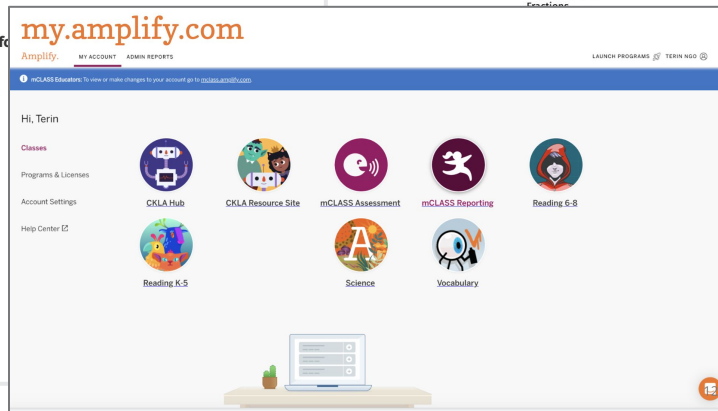 Fractions
my.amplify.com
Amplify. MY ACCOUNT ADMIN REPORTS LAUNCH PROGRAMS TERIN NGO
mCLASS Educators: To view or make changes to your account go to mclass.amplify.com.
Hi, Terin
Classes
Programs & Licenses
Account Settings
Help Center
CKLA Hub
CKLA Resource Site
mCLASS Assessment
mCLASS Reporting
Reading 6-8
Reading K-5
Science
Vocabulary